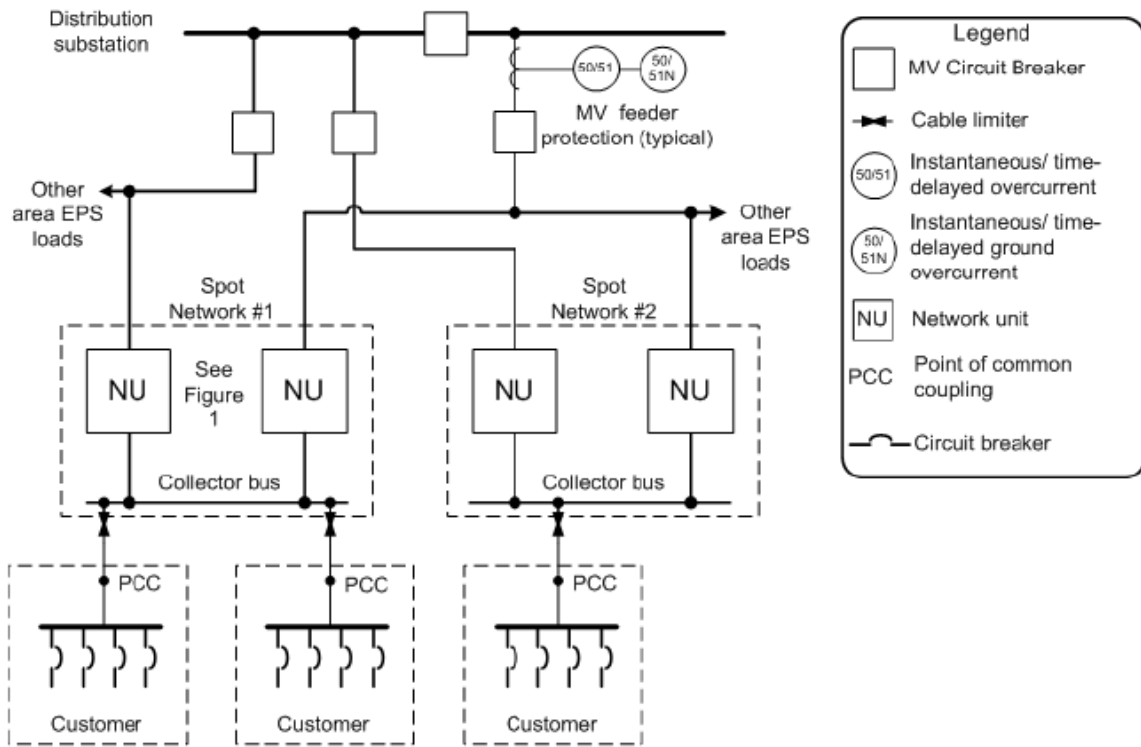 Distribution
substation
50/51
50/
51N
MV feeder
protection (typical)
Other
area EPS
loads
Other
area EPS
loads
Spot
Network #1
Spot
Network #2
NU
See
Figure
1
NU
NU
NU
Collector bus
Collector bus
PCC
PCC
PCC
Customer
Customer
Customer
Legend
MV Circuit Breaker
Cable limiter
50/51
Instantaneous/ time-
delayed overcurrent
50/
51N
Instantaneous/ time-
delayed ground
overcurrent
NU
Network unit
PCC
Point of common
coupling
Circuit breaker